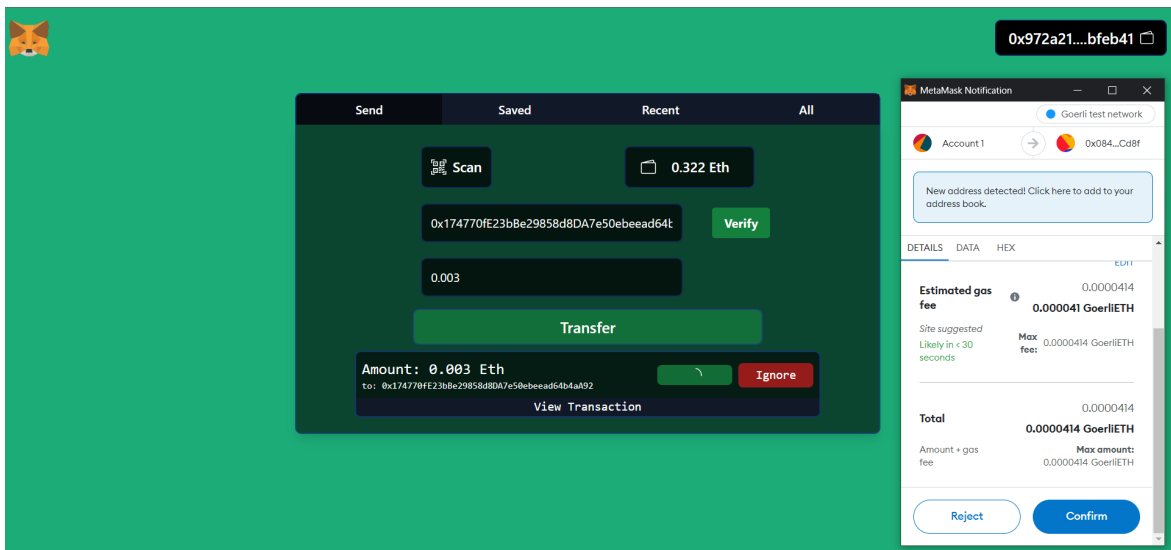 0x972a21....bfeb41
Send Saved Recent All
Scan
0.322 Eth
0x174770fE23bBe29858d8DA7e50ebeead64b
Verify
0.003
Transfer
Amount: 0.003 Eth
to: 0x174770fE23bBe29858d8DA7e50ebeead64b4aA92
Ignore
View Transaction
MetaMask Notification
Goerli test network
Account 1
0x084...Cd8f
New address detected! Click here to add to your
address book.
DETAILS DATA HEX
EDIT
Estimated gas
fee
0.0000414
0.000041 GoerliETH
Site suggested
Likely in < 30
seconds
Max
fee:
0.0000414 GoerliETH
Total
0.0000414
0.0000414 GoerliETH
Amount + gas
fee
Max amount:
0.0000414 GoerliETH
Reject
Confirm